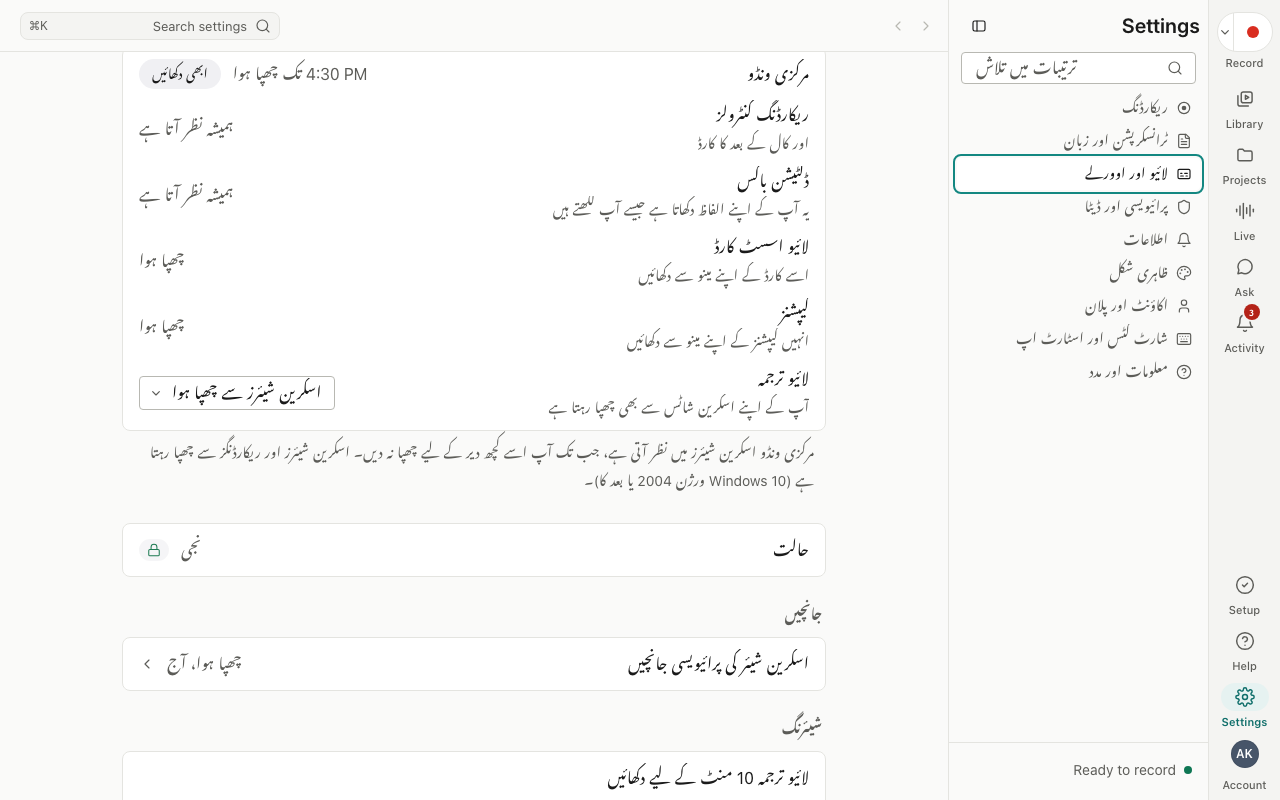 Record
Library
Projects
Live
Ask
3
Activity
Setup
Help
Settings
AK
Account
Settings
ترتیبات میں تلاش
ریکارڈنگ
ٹرانسکرپشن اور زبان
لائیو اور اوورلے
پرائیویسی اور ڈیٹا
اطلاعات
ظاہری شکل
اکاؤنٹ اور پلان
شارٹ کٹس اور اسٹارٹ اپ
معلومات اور مدد
Ready to record
Search settings
⌘K
مرکزی ونڈو
4:30 PM تک چھپا ہوا
ابھی دکھائیں
ریکارڈنگ کنٹرولز
اور کال کے بعد کا کارڈ
ہمیشہ نظر آتا ہے
ڈکٹیشن باکس
یہ آپ کے اپنے الفاظ دکھاتا ہے جیسے آپ لکھتے ہیں
ہمیشہ نظر آتا ہے
لائیو اسسٹ کارڈ
اسے کارڈ کے اپنے مینو سے دکھائیں
چھپا ہوا
کیپشنز
انہیں کیپشنز کے اپنے مینو سے دکھائیں
چھپا ہوا
لائیو ترجمہ
آپ کے اپنے اسکرین شاٹس سے بھی چھپا رہتا ہے
اسکرین شیئرز سے چھپا ہوا
مرکزی ونڈو اسکرین شیئرز میں نظر آتی ہے، جب تک آپ اسے کچھ دیر کے لیے چھپا نہ دیں۔ اسکرین شیئرز اور ریکارڈنگز سے چھپا رہتا
ہے (Windows 10 ورژن 2004 یا بعد کا)۔
حالت
نجی
جانچیں
اسکرین شیئر کی پرائیویسی جانچیں
چھپا ہوا، آج
شیئرنگ
لائیو ترجمہ 10 منٹ کے لیے دکھائیں